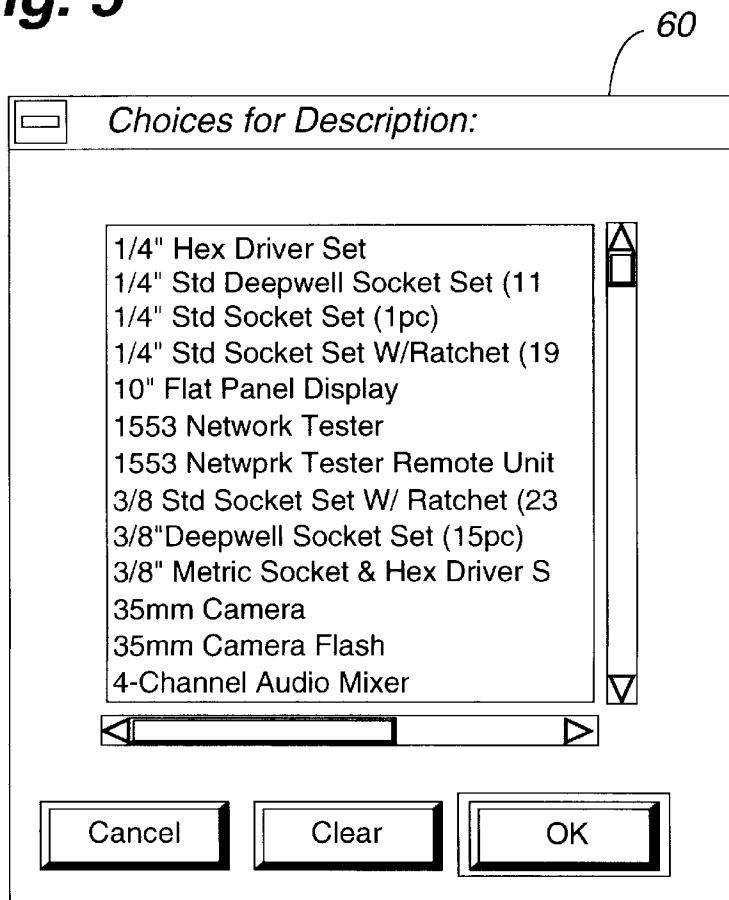 ig. 5
60
Choices for Description:
1/4" Hex Driver Set
1/4" Std Deepwell Socket Set (11
1/4" Std Socket Set (1pc)
1/4" Std Socket Set W/Ratchet (19
10" Flat Panel Display
1553 Network Tester
1553 Netwprk Tester Remote Unit
3/8 Std Socket Set W/ Ratchet (23
3/8"Deepwell Socket Set (15pc)
3/8" Metric Socket & Hex Driver S
35mm Camera
35mm Camera Flash
4-Channel Audio Mixer
Cancel Clear OK